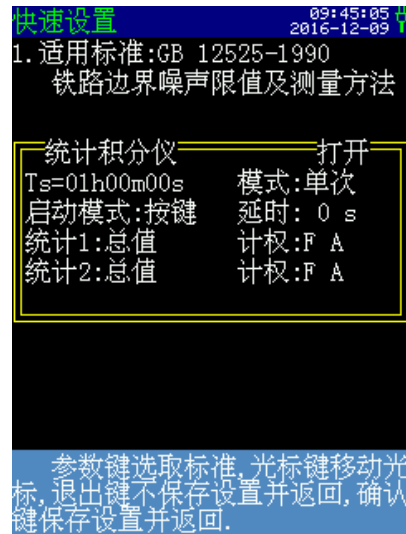 快速设置 09:45:05
2016-12-09
1.适用标准:GB 12525-1990
铁路边界噪声限值及测量方法
统计积分仪 打开
Ts=01h00m00s 模式:单次
启动模式:按键 延时: 0 s
统计1:总值 计权:F A
统计2:总值 计权:F A
参数键选取标准,光标键移动光
标,退出键不保存设置并返回,确认
键保存设置并返回.